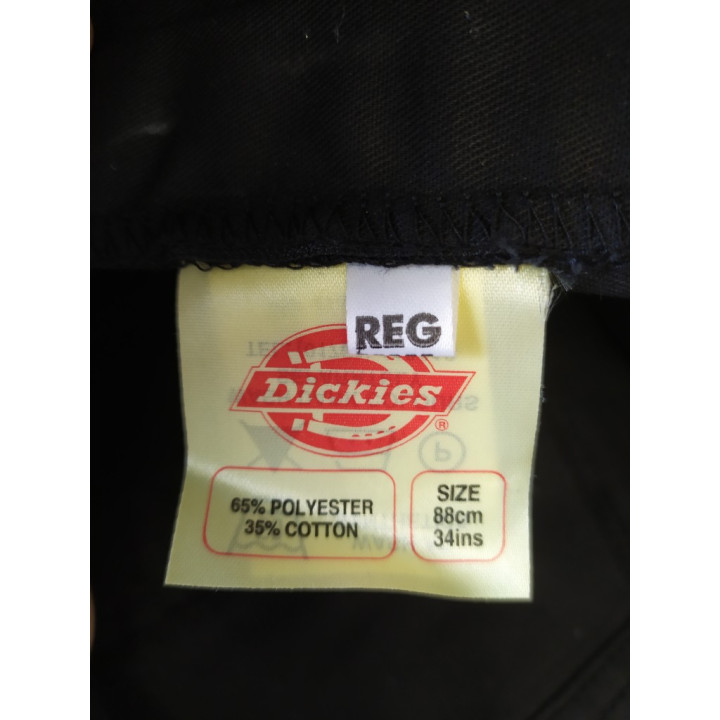 REG
Dickies
®
65% POLYESTER
35% COTTON
SIZE
88cm
34ins